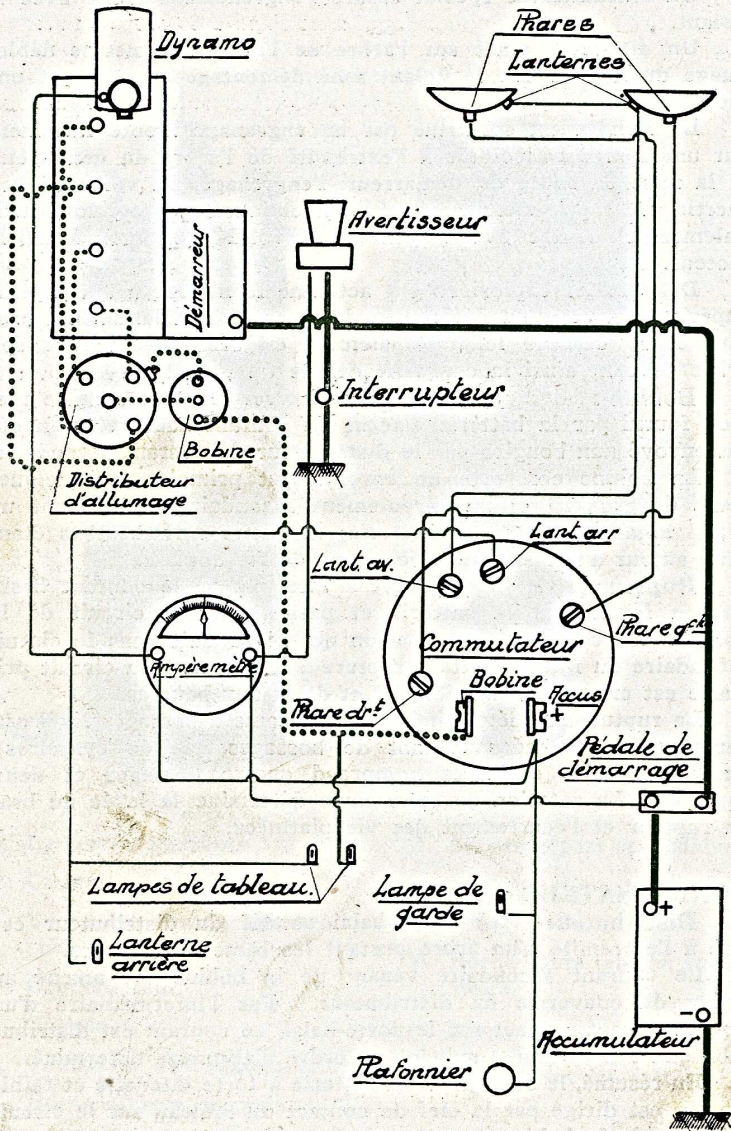 Dynamo
Phares
Lanternes
Avertisseur
Démarreur
Interrupteur
Bobine
Distributeur
d'allumage
Lant. av.
Lant arr
Commutateur
Phare gche
Ampèremètre
Phare drt
Bobine
Accus
+
Pédale de
démarrage
Lampes de tableau.
Lampe de
garde
Lanterne
arrière
+
-
Accumulateur
Plafonnier